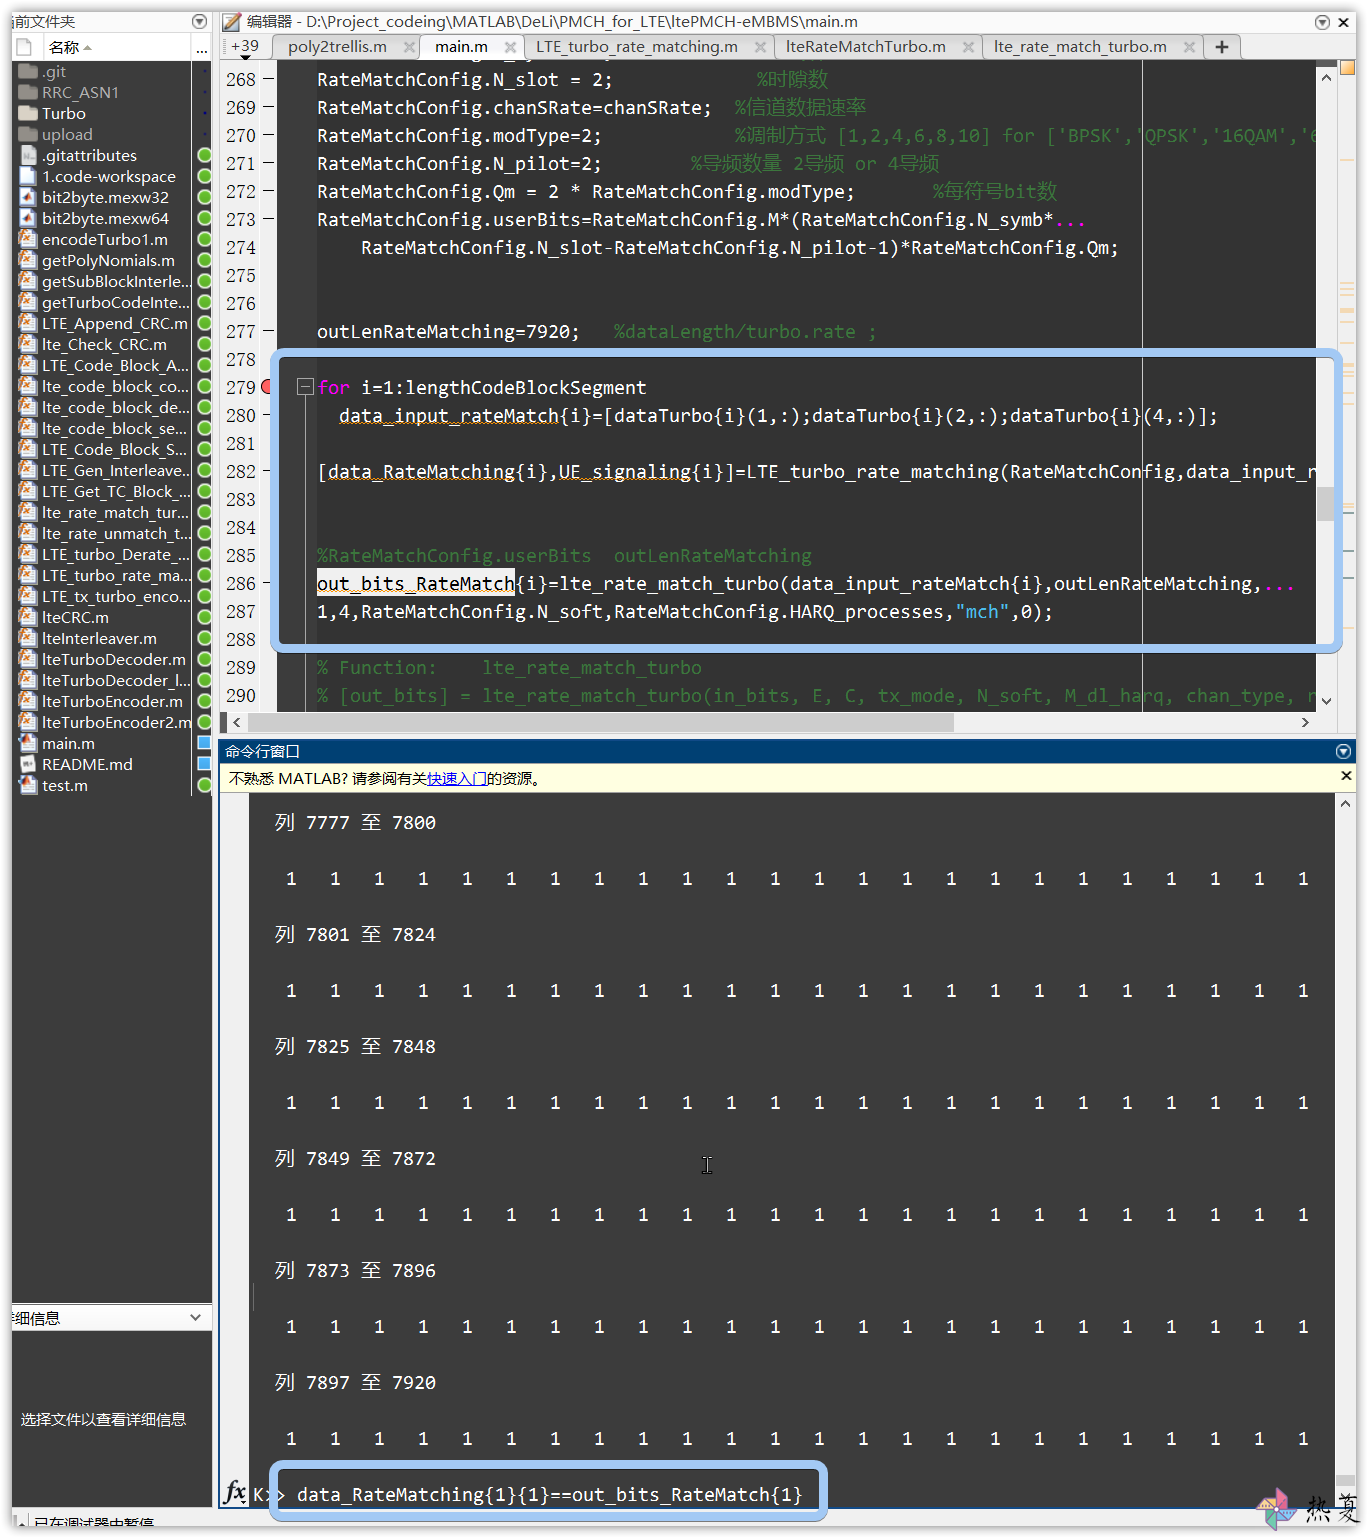 前文件夹
名称
...
.git
RRC_ASN1
Turbo
upload
.gitattributes
1.code-workspace
bit2byte.mexw32
bit2byte.mexw64
encodeTurbo1.m
getPolyNomials.m
getSubBlockInterle...
getTurboCodeInte...
LTE_Append_CRC.m
lte_Check_CRC.m
LTE_Code_Block_A...
lte_code_block_co...
lte_code_block_de...
lte_code_block_se...
LTE_Code_Block_S...
LTE_Gen_Interleave...
LTE_Get_TC_Block_...
lte_rate_match_tur...
lte_rate_unmatch_t...
LTE_turbo_Derate_...
LTE_turbo_rate_ma...
LTE_tx_turbo_enco...
lteCRC.m
lteInterleaver.m
lteTurboDecoder.m
lteTurboDecoder_l...
lteTurboEncoder.m
lteTurboEncoder2.m
main.m
README.md
test.m
详细信息
选择文件以查看详细信息
编辑器 - D:\Project_codeing\MATLAB\DeLi\PMCH_for_LTE\ltePMCH-eMBMS\main.m
+39 poly2trellis.m main.m LTE_turbo_rate_matching.m lteRateMatchTurbo.m lte_rate_match_turbo.m +
268 RateMatchConfig.N_slot = 2; %时隙数
269 RateMatchConfig.chanSRate=chanSRate; %信道数据速率
270 RateMatchConfig.modType=2; %调制方式 [1,2,4,6,8,10] for ['BPSK','QPSK','16QAM','6
271 RateMatchConfig.N_pilot=2; %导频数量 2导频 or 4导频
272 RateMatchConfig.Qm = 2 * RateMatchConfig.modType; %每符号bit数
273 RateMatchConfig.userBits=RateMatchConfig.M*(RateMatchConfig.N_symb*...
274 RateMatchConfig.N_slot-RateMatchConfig.N_pilot-1)*RateMatchConfig.Qm;
275
276
277 outLenRateMatching=7920; %dataLength/turbo.rate ;
278
279 for i=1:lengthCodeBlockSegment
280 data_input_rateMatch{i}=[dataTurbo{i}(1,:);dataTurbo{i}(2,:);dataTurbo{i}(4,:)];
281
282 [data_RateMatching{i},UE_signaling{i}]=LTE_turbo_rate_matching(RateMatchConfig,data_input_r
283
284
285 %RateMatchConfig.userBits outLenRateMatching
286 out_bits_RateMatch{i}=lte_rate_match_turbo(data_input_rateMatch{i},outLenRateMatching,...
287 1,4,RateMatchConfig.N_soft,RateMatchConfig.HARQ_processes,"mch",0);
288
289 % Function: lte_rate_match_turbo
290 % [out_bits] = lte_rate_match_turbo(in_bits, E, C, tx_mode, N_soft, M_dl_harq, chan_type, r
命令行窗口
不熟悉 MATLAB? 请参阅有关快速入门的资源。
列 7777 至 7800
1 1 1 1 1 1 1 1 1 1 1 1 1 1 1 1 1 1 1 1 1 1 1 1
列 7801 至 7824
1 1 1 1 1 1 1 1 1 1 1 1 1 1 1 1 1 1 1 1 1 1 1 1
列 7825 至 7848
1 1 1 1 1 1 1 1 1 1 1 1 1 1 1 1 1 1 1 1 1 1 1 1
列 7849 至 7872
1 1 1 1 1 1 1 1 1 1 1 1 1 1 1 1 1 1 1 1 1 1 1 1
列 7873 至 7896
1 1 1 1 1 1 1 1 1 1 1 1 1 1 1 1 1 1 1 1 1 1 1 1
列 7897 至 7920
1 1 1 1 1 1 1 1 1 1 1 1 1 1 1 1 1 1 1 1 1 1 1 1
fx K>> data_RateMatching{1}{1}==out_bits_RateMatch{1}
已在调试器中暂停
热夏